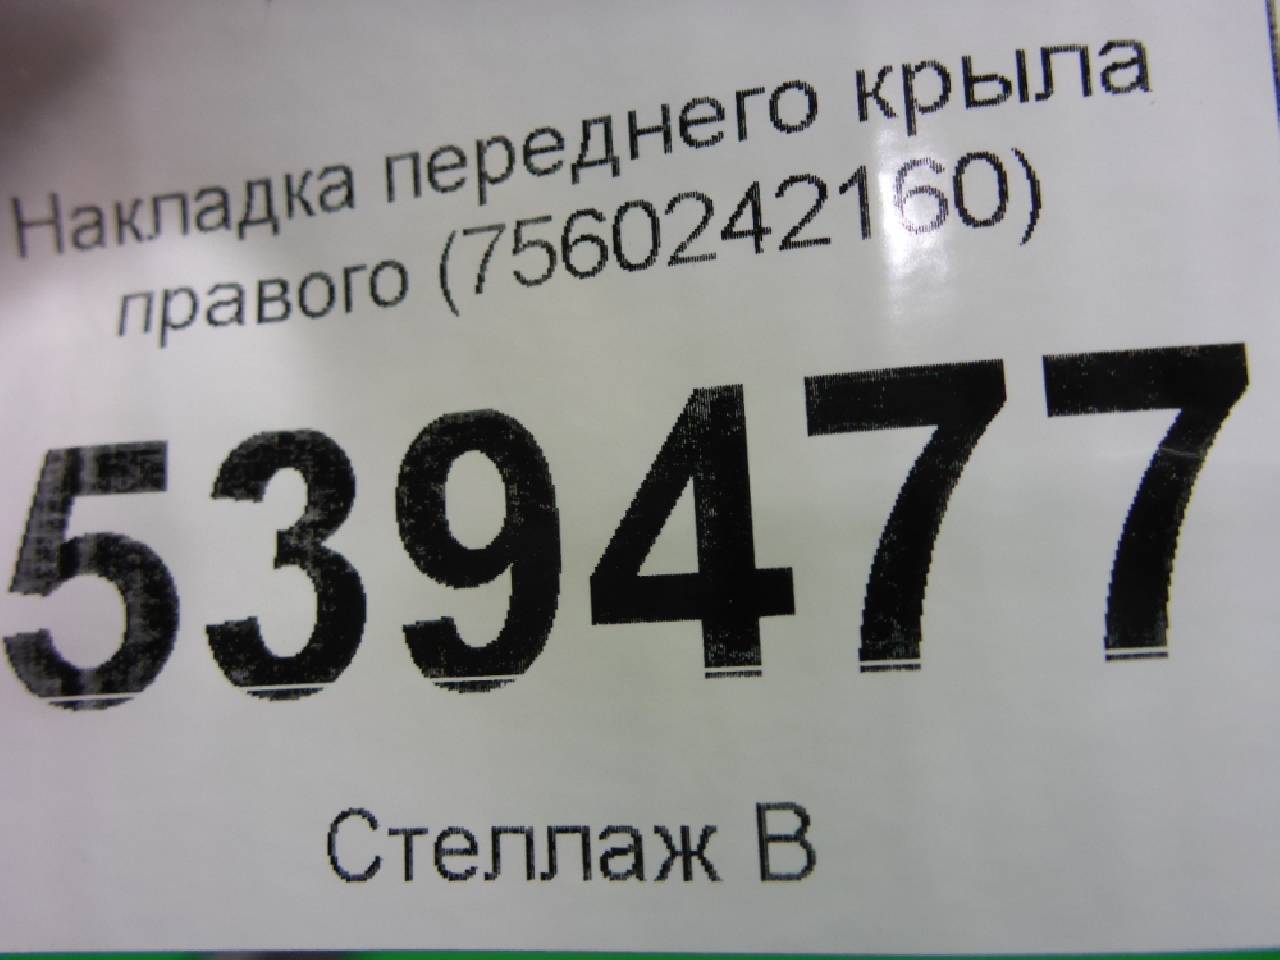 Накладка переднего крыла
правого (7560242160)
539477
Стеллаж В